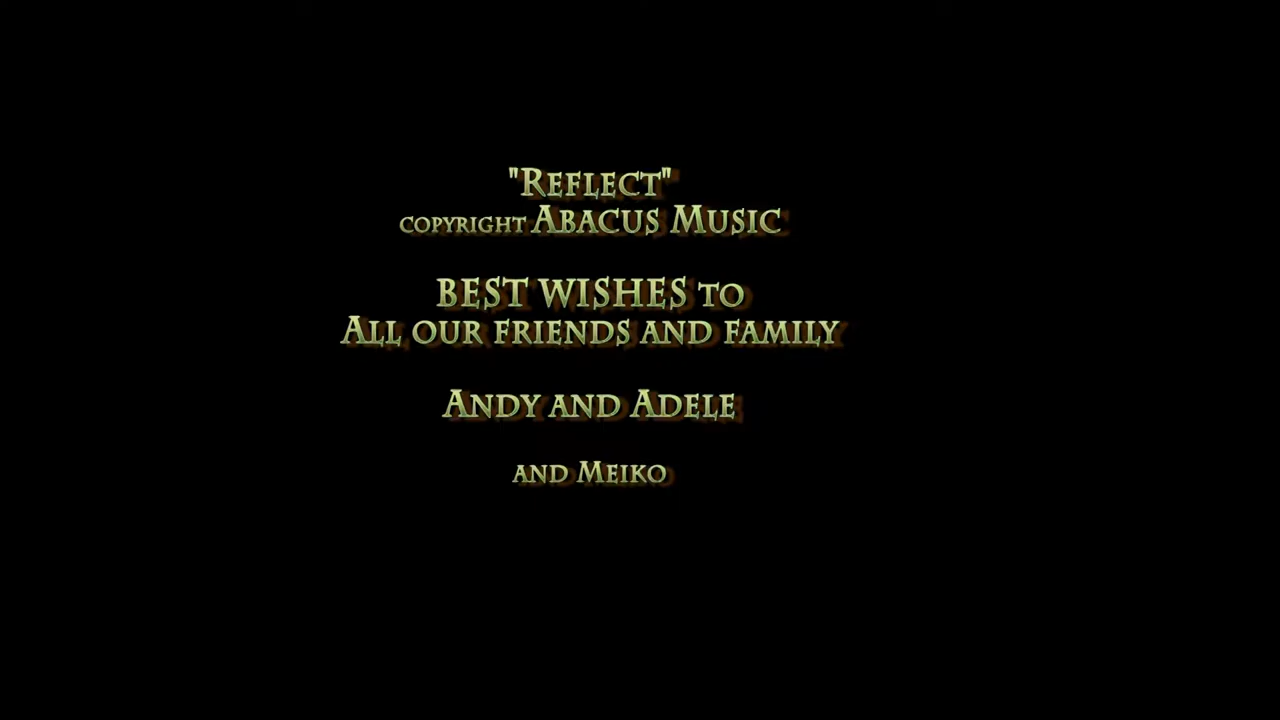 "Reflect"
copyright Abacus Music
BEST WISHES to
All our friends and family
Andy and Adele
and Meiko